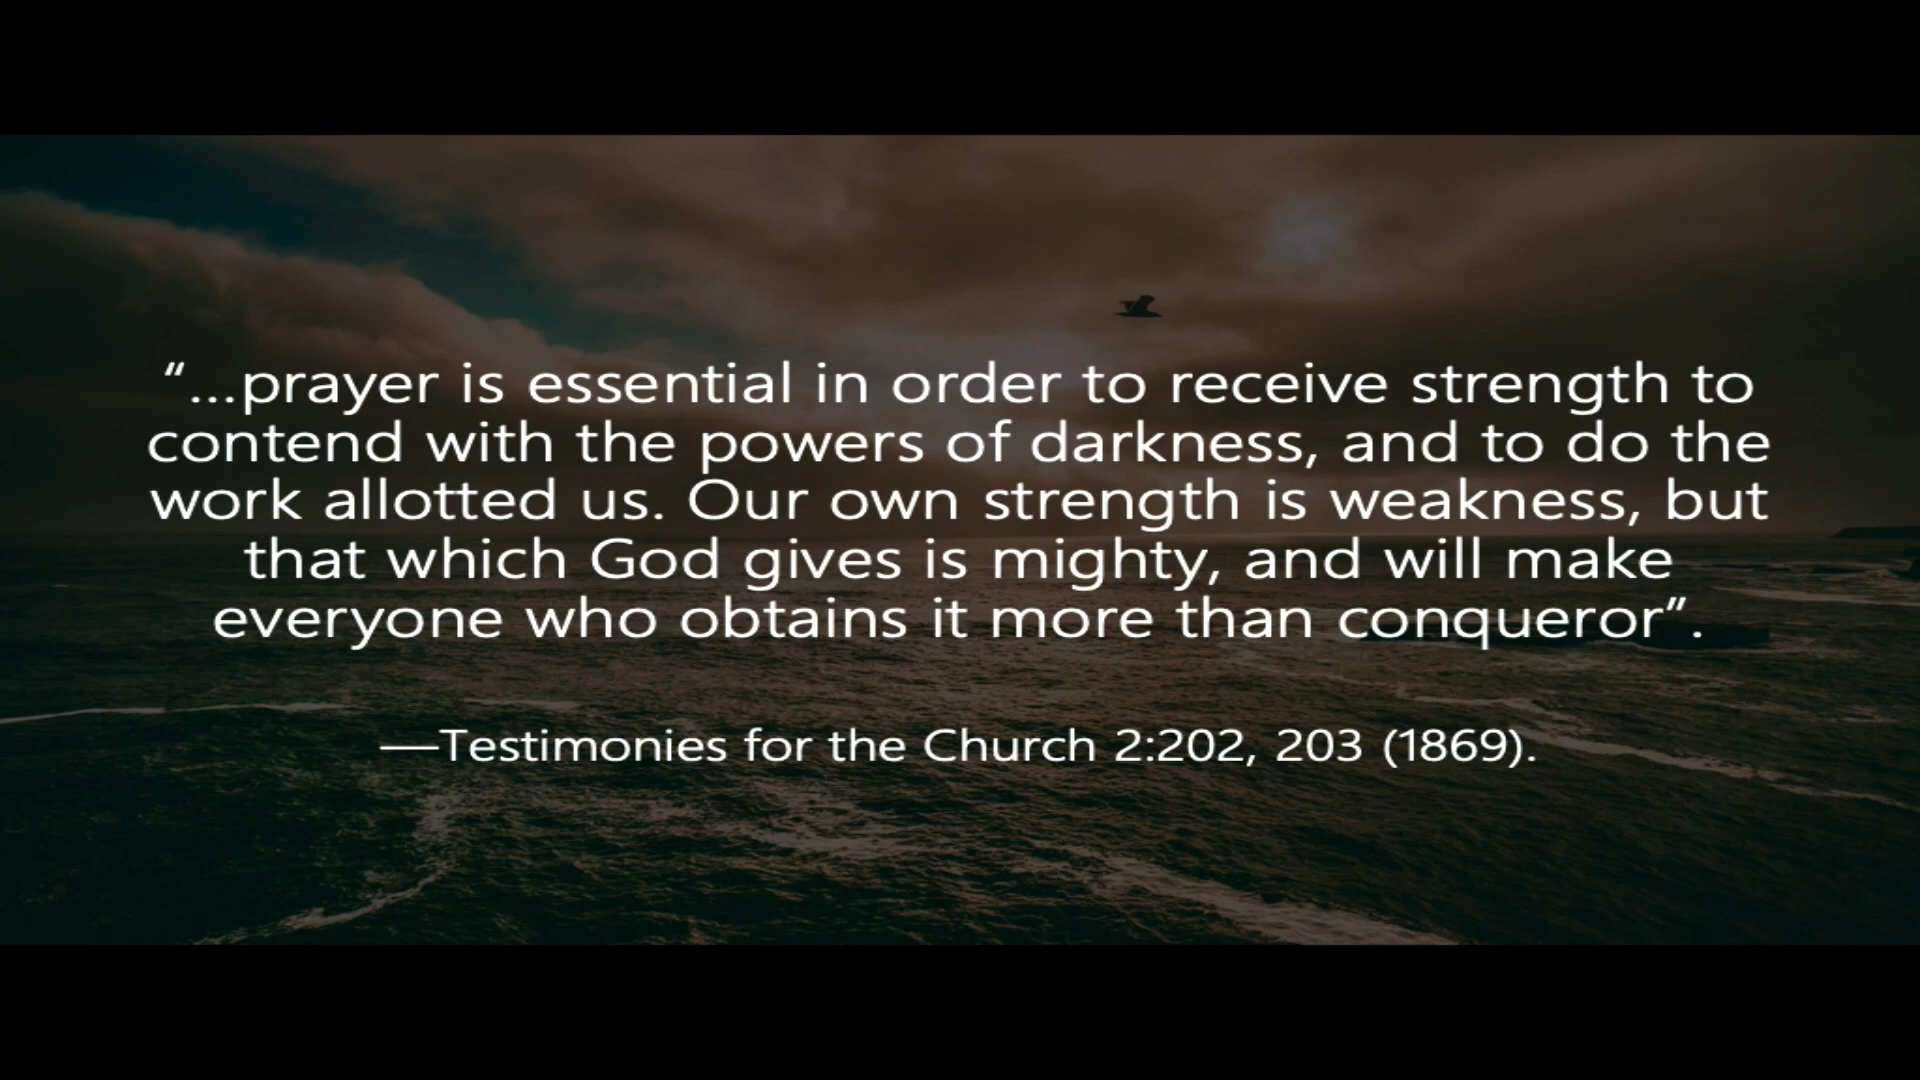 “...prayer is essential in order to receive strength to
contend with the powers of darkness, and to do the
work allotted us. Our own strength is weakness, but
that which God gives is mighty, and will make
everyone who obtains it more than conqueror”.
—Testimonies for the Church 2:202, 203 (1869).